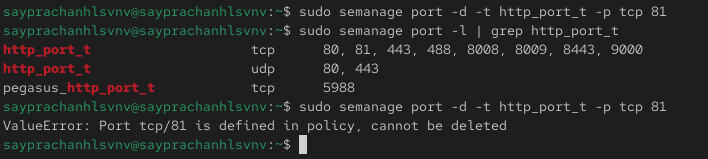 sayprachanhlsvnv@sayprachanhlsvnv:~$ sudo semanage port -d -t http_port_t -p tcp 81
sayprachanhlsvnv@sayprachanhlsvnv:~$ sudo semanage port -l | grep http_port_t
http_port_t                    tcp      80, 81, 443, 488, 8008, 8009, 8443, 9000
http_port_t                    udp      80, 443
pegasus_http_port_t            tcp      5988
sayprachanhlsvnv@sayprachanhlsvnv:~$ sudo semanage port -d -t http_port_t -p tcp 81
ValueError: Port tcp/81 is defined in policy, cannot be deleted
sayprachanhlsvnv@sayprachanhlsvnv:~$